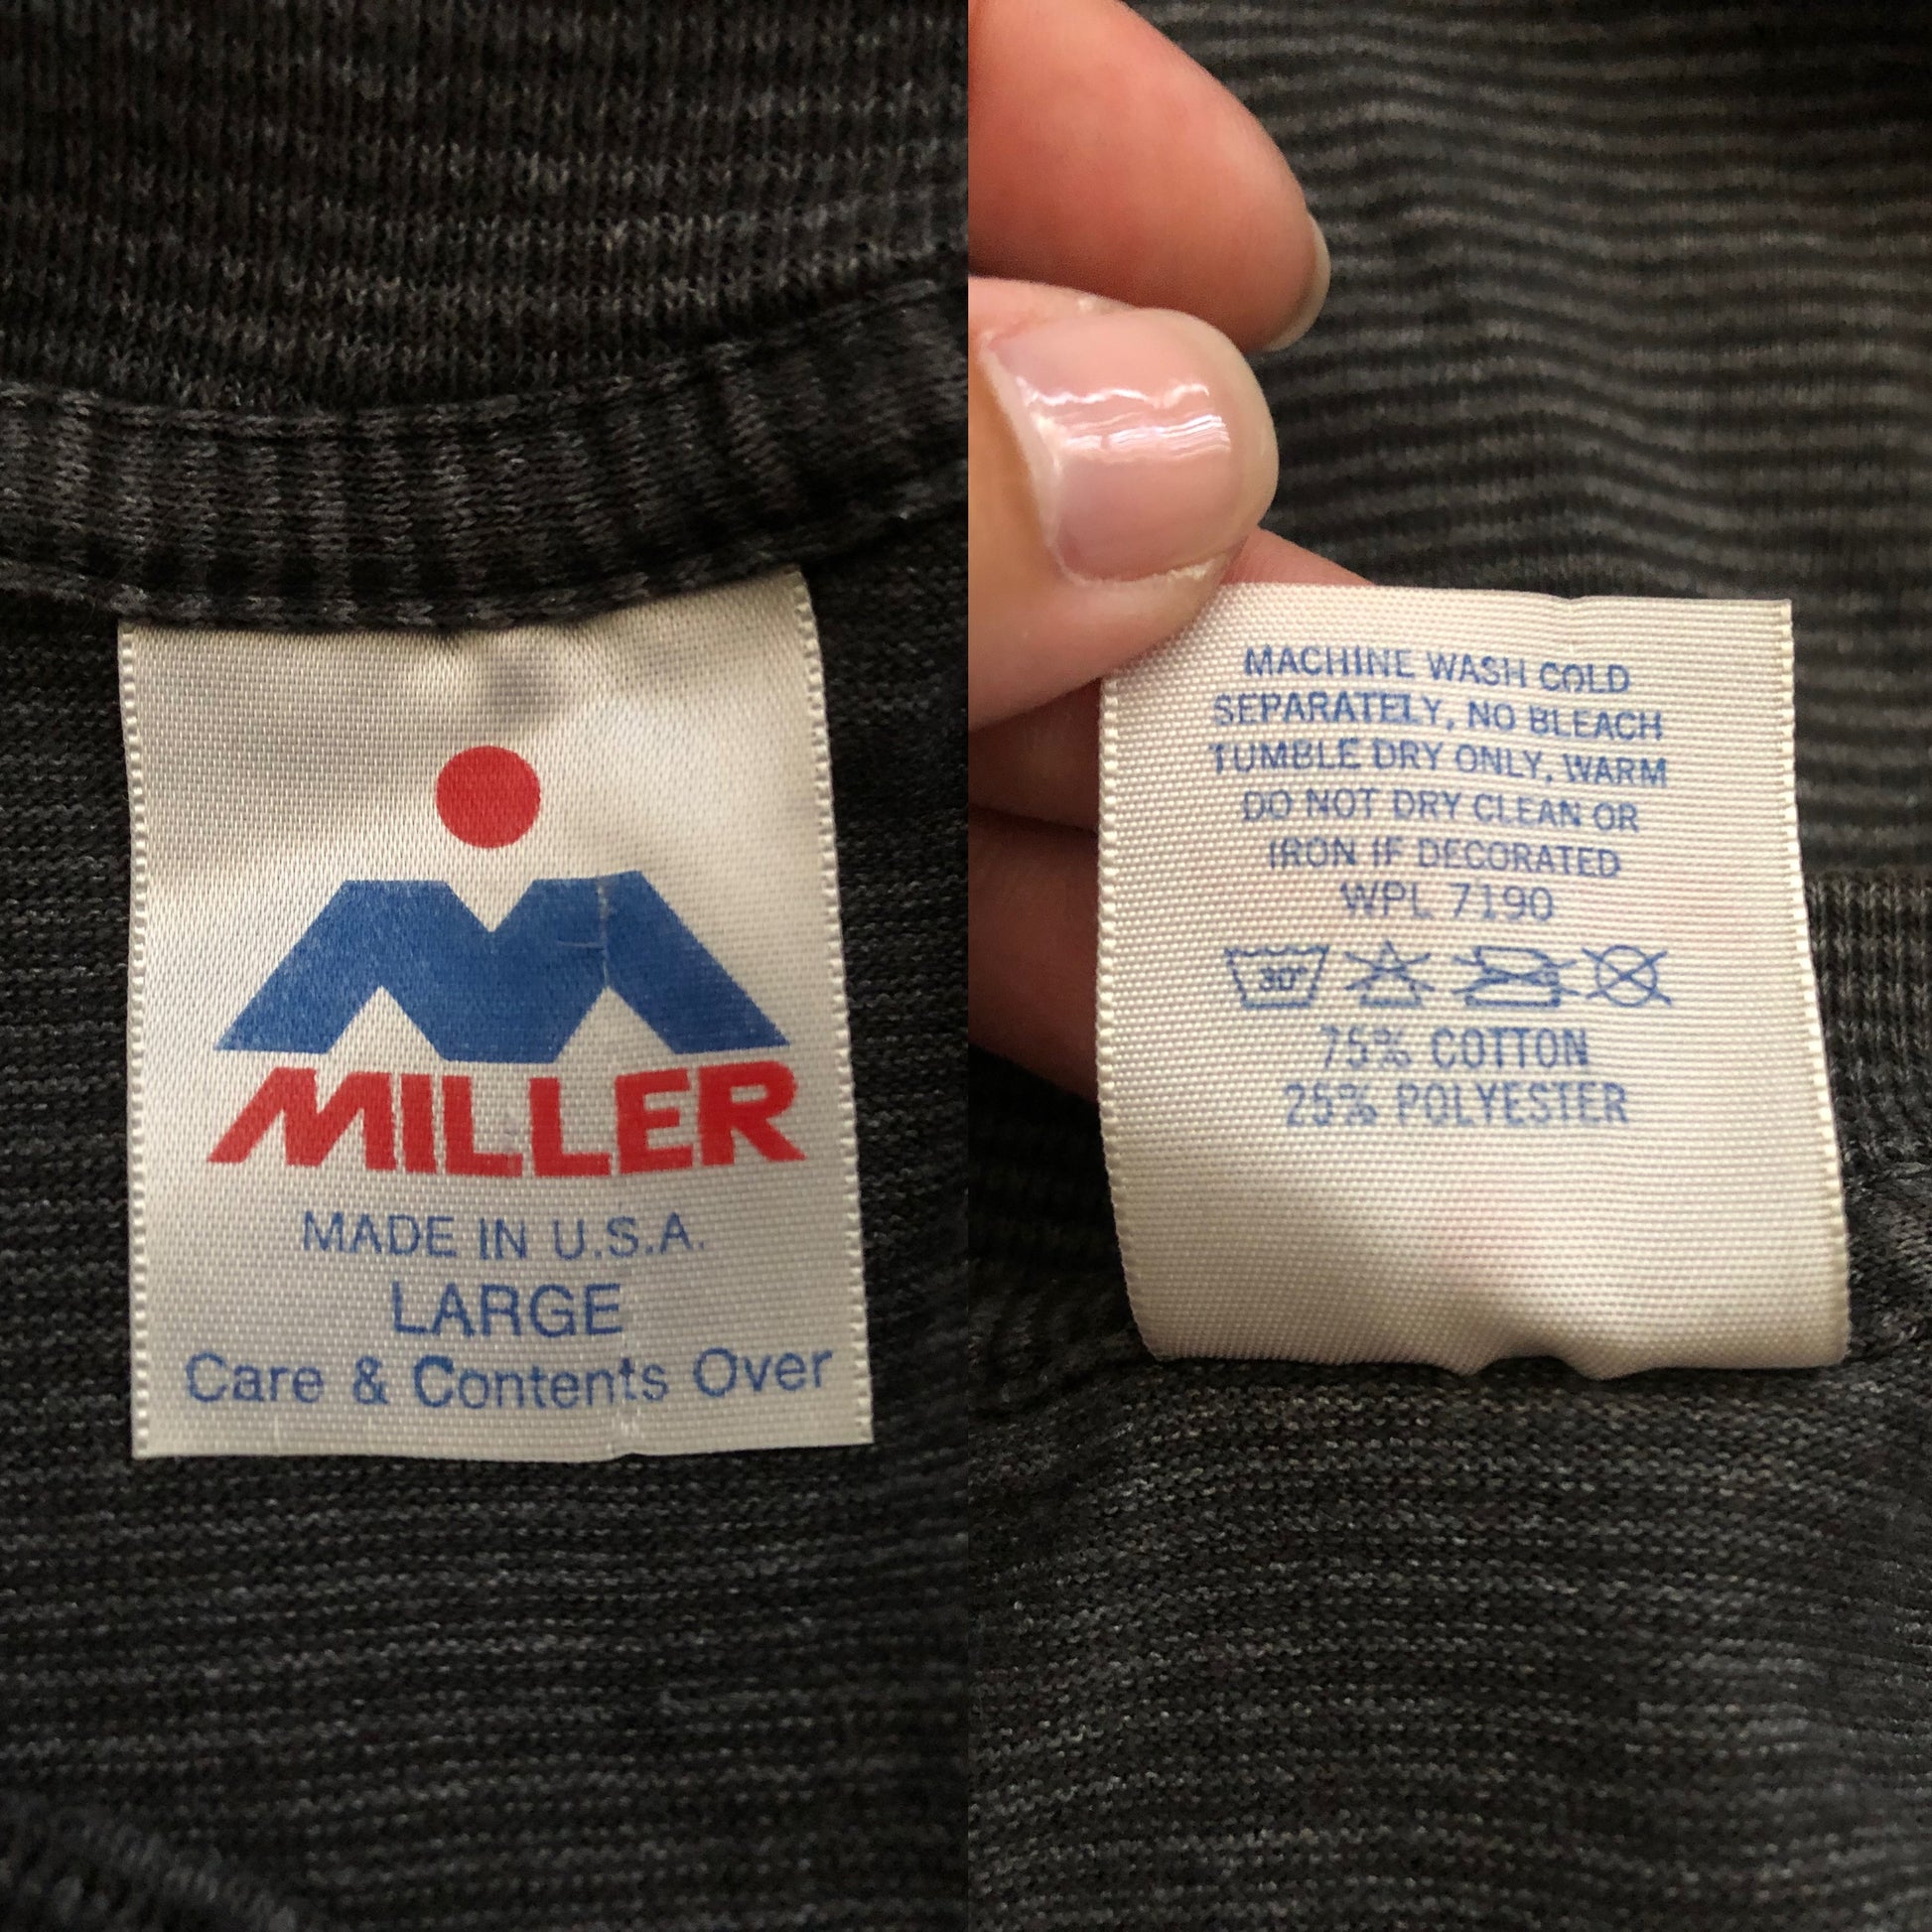 MILLER
MADE IN U.S.A.
LARGE
Care & Contents Over
MACHINE WASH COLD
SEPARATELY, NO BLEACH
TUMBLE DRY ONLY, WARM
DO NOT DRY CLEAN OR
IRON IF DECORATED
WPL 7190
30°
75% COTTON
25% POLYESTER